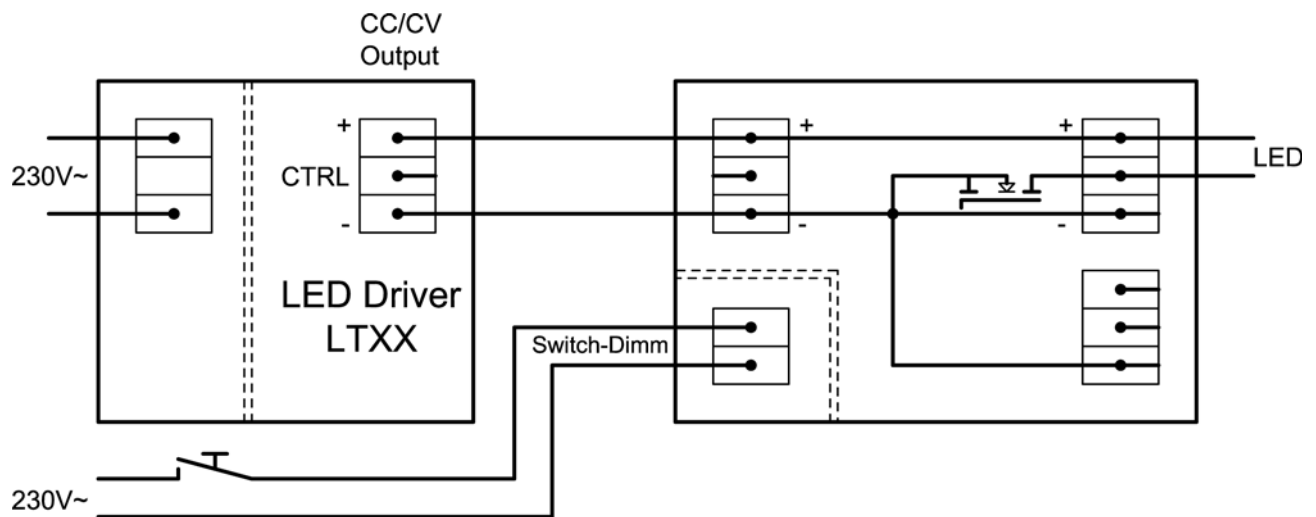 CC/CV
Output
+
+
+
230V~
CTRL
LED
-
-
-
LED Driver
LTXX
Switch-Dimm
230V~